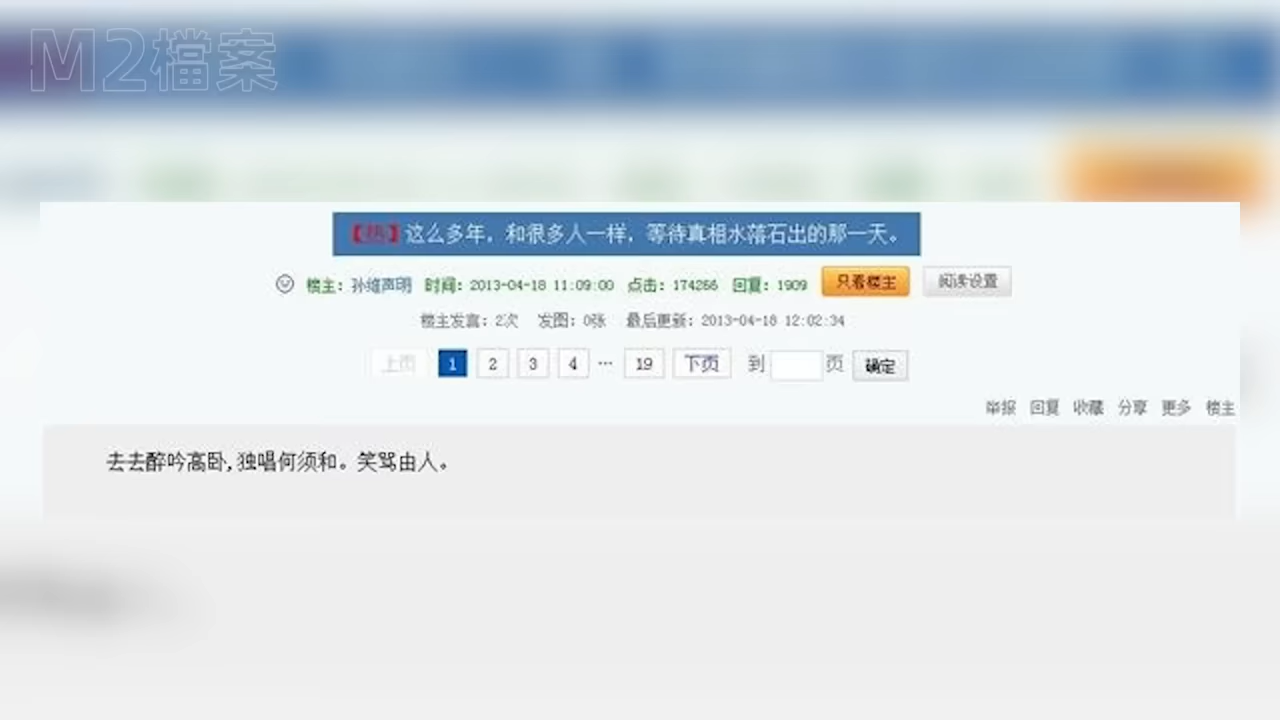 M2檔案
【热】这么多年，和很多人一样，等待真相水落石出的那一天。
楼主：孙维声明 时间：2013-04-18 11:09:00 点击：174266 回复：1909 只看楼主 阅读设置
楼主发言：2次 发图：0张 最后更新：2013-04-18 12:02:34
上页 1 2 3 4 … 19 下页 到 页 确定
举报 回复 收藏 分享 更多 楼主
去去醉吟高卧,独唱何须和。笑骂由人。